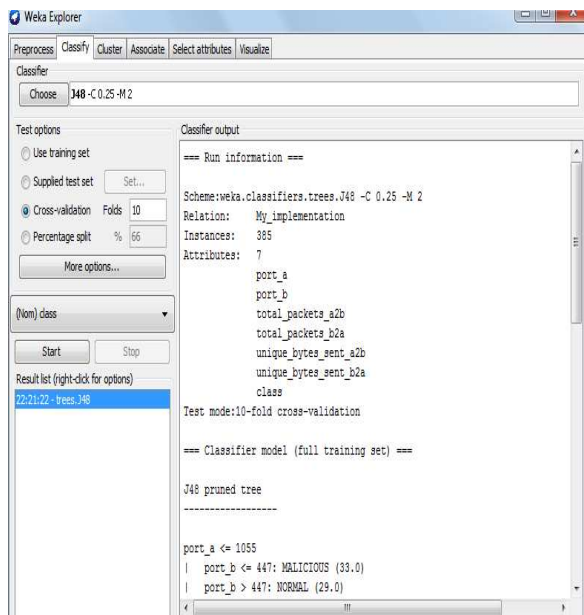 Weka Explorer
Preprocess Classify Cluster Associate Select attributes Visualize
Classifier
Choose J48 -C 0.25 -M 2
Test options
Use training set
Supplied test set Set...
Cross-validation Folds 10
Percentage split % 66
More options...
(Nom) class
Start Stop
Result list (right-click for options)
22:21:22 - trees.J48
Classifier output
=== Run information ===
Scheme:weka.classifiers.trees.J48 -C 0.25 -M 2
Relation: My_implementation
Instances: 385
Attributes: 7
port_a
port_b
total_packets_a2b
total_packets_b2a
unique_bytes_sent_a2b
unique_bytes_sent_b2a
class
Test mode:10-fold cross-validation
=== Classifier model (full training set) ===
J48 pruned tree
------------------
port_a <= 1055
| port_b <= 447: MALICIOUS (33.0)
| port_b > 447: NORMAL (29.0)